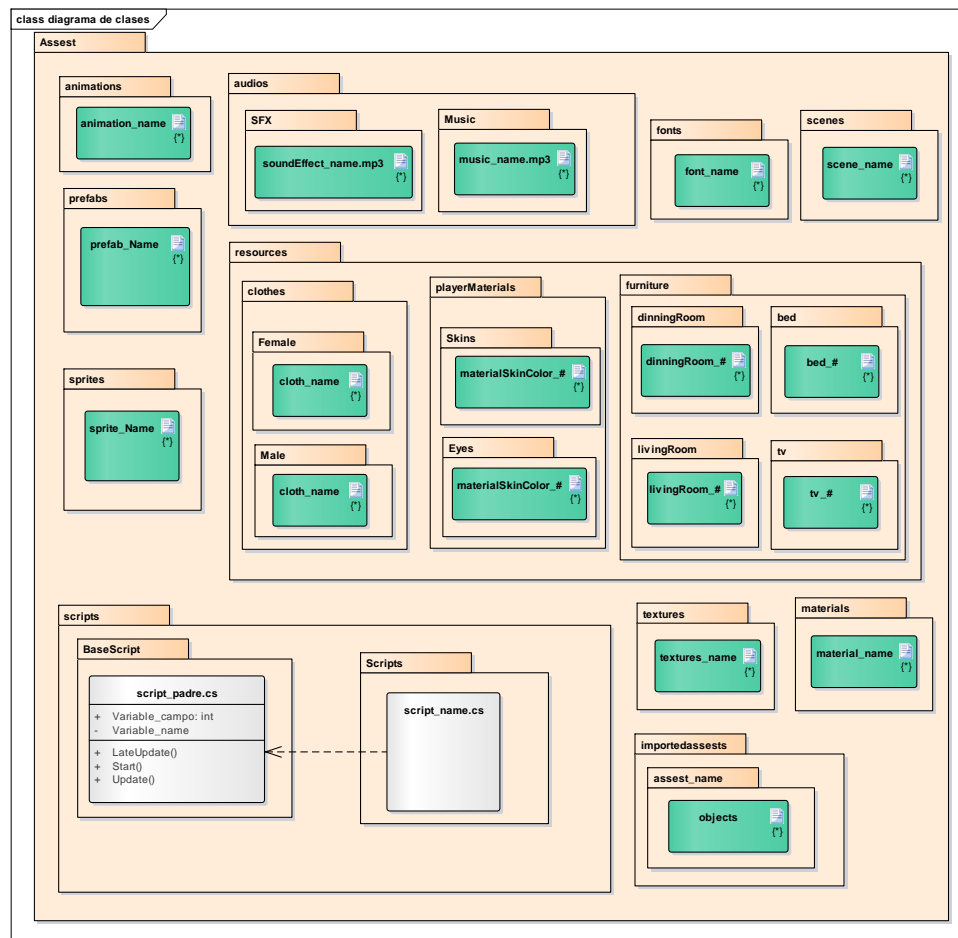 class diagrama de clases
Assest
animations
animation_name
{*}
audios
SFX
soundEffect_name.mp3
{*}
Music
music_name.mp3
{*}
fonts
font_name
{*}
scenes
scene_name
{*}
prefabs
prefab_Name
{*}
sprites
sprite_Name
{*}
resources
clothes
Female
cloth_name
{*}
Male
cloth_name
{*}
playerMaterials
Skins
materialSkinColor_#
{*}
Eyes
materialSkinColor_#
{*}
furniture
dinningRoom
dinningRoom_#
{*}
bed
bed_#
{*}
livingRoom
livingRoom_#
{*}
tv
tv_#
{*}
scripts
BaseScript
script_padre.cs
+ Variable_campo: int
- Variable_name
+ LateUpdate()
+ Start()
+ Update()
Scripts
script_name.cs
textures
textures_name
{*}
materials
material_name
{*}
importedassests
assest_name
objects
{*}